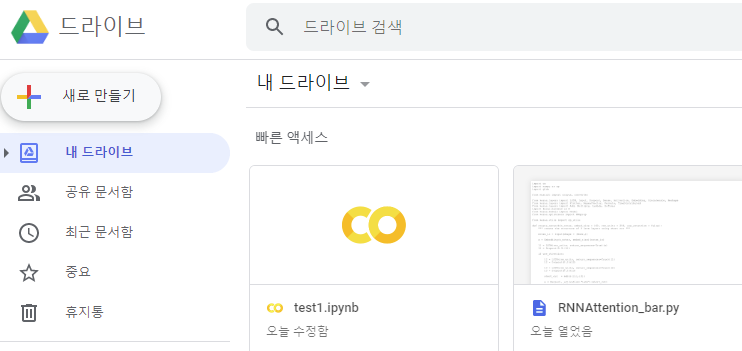 드라이브
드라이브 검색
새로 만들기
내 드라이브
공유 문서함
최근 문서함
중요
휴지통
내 드라이브
빠른 액세스
test1.ipynb
오늘 수정함
RNNAttention_bar.py
오늘 열었음